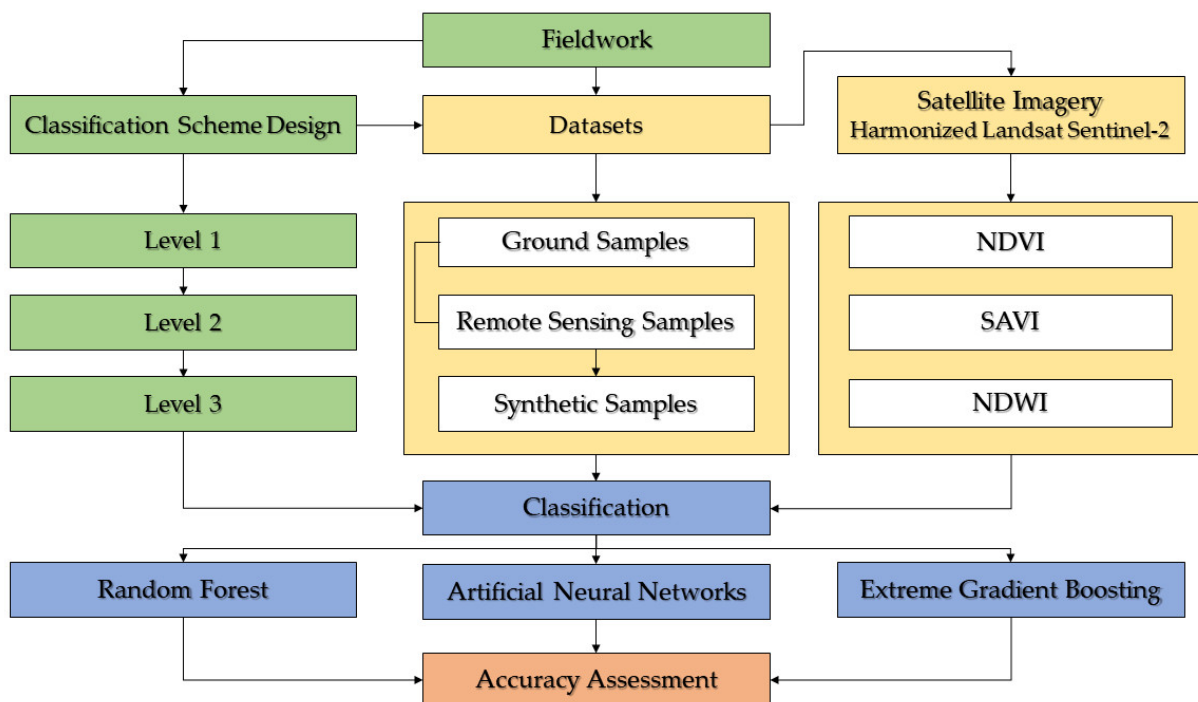 Fieldwork
Classification Scheme Design
Datasets
Satellite Imagery
Harmonized Landsat Sentinel-2
Level 1
Level 2
Level 3
Ground Samples
Remote Sensing Samples
Synthetic Samples
NDVI
SAVI
NDWI
Classification
Random Forest
Artificial Neural Networks
Extreme Gradient Boosting
Accuracy Assessment